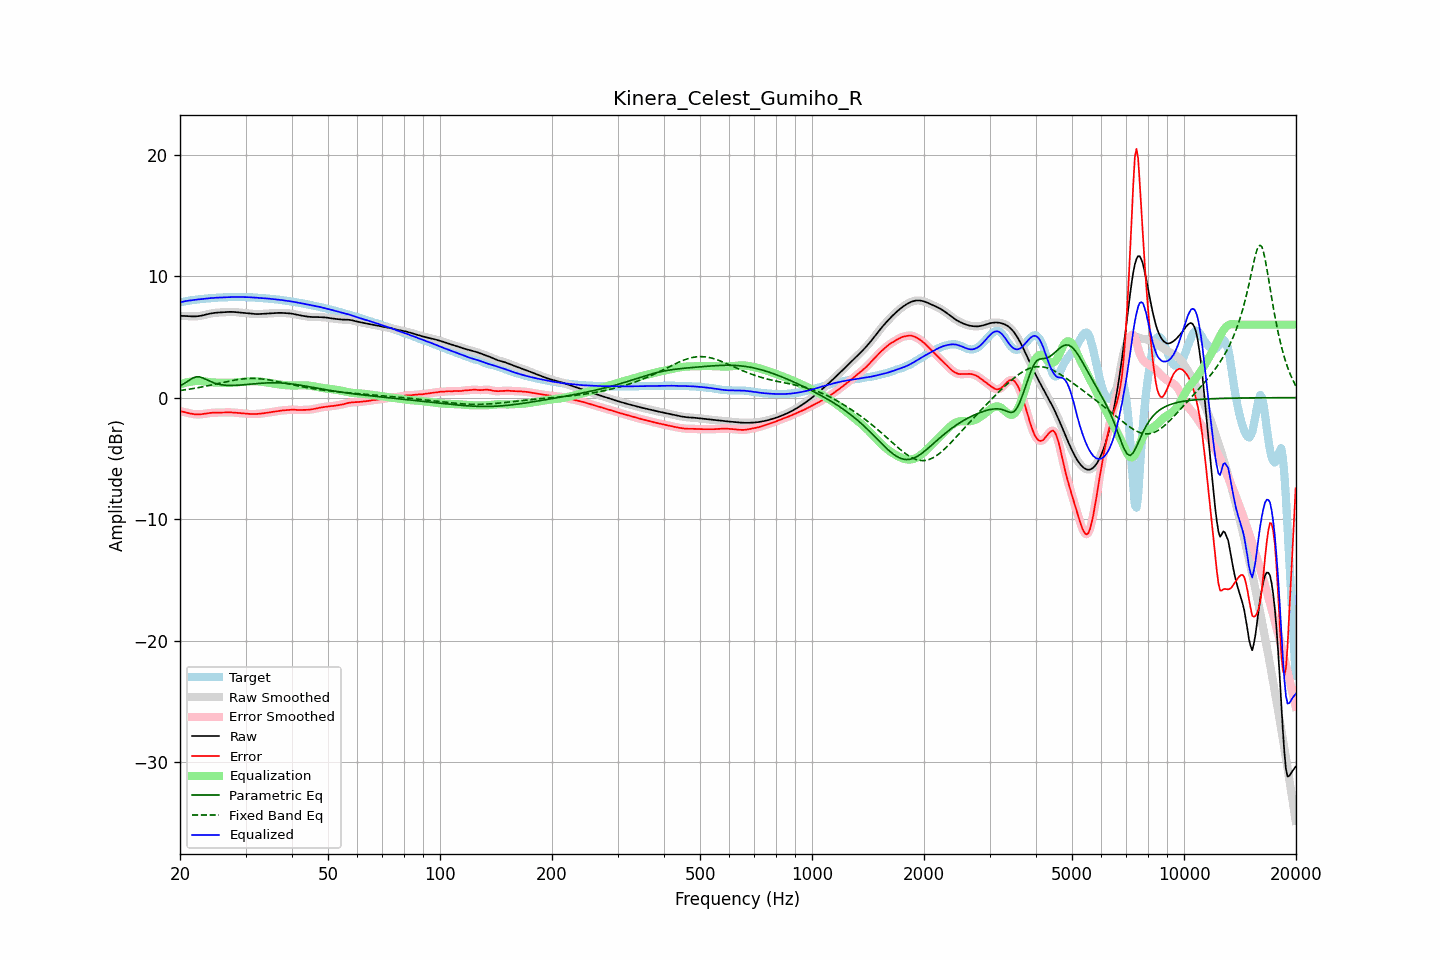 Kinera_Celest_Gumiho_R
20
10
0
−10
−20
−30
Amplitude (dBr)
Target
Raw Smoothed
Error Smoothed
Raw
Error
Equalization
Parametric Eq
Fixed Band Eq
Equalized
20 50 100 200 500 1000 2000 5000 10000 20000
Frequency (Hz)